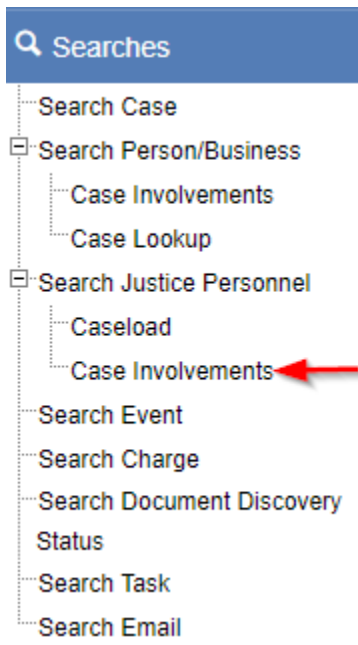 Searches
Search Case
Search Person/Business
Case Involvements
Case Lookup
Search Justice Personnel
Caseload
Case Involvements
Search Event
Search Charge
Search Document Discovery
Status
Search Task
Search Email